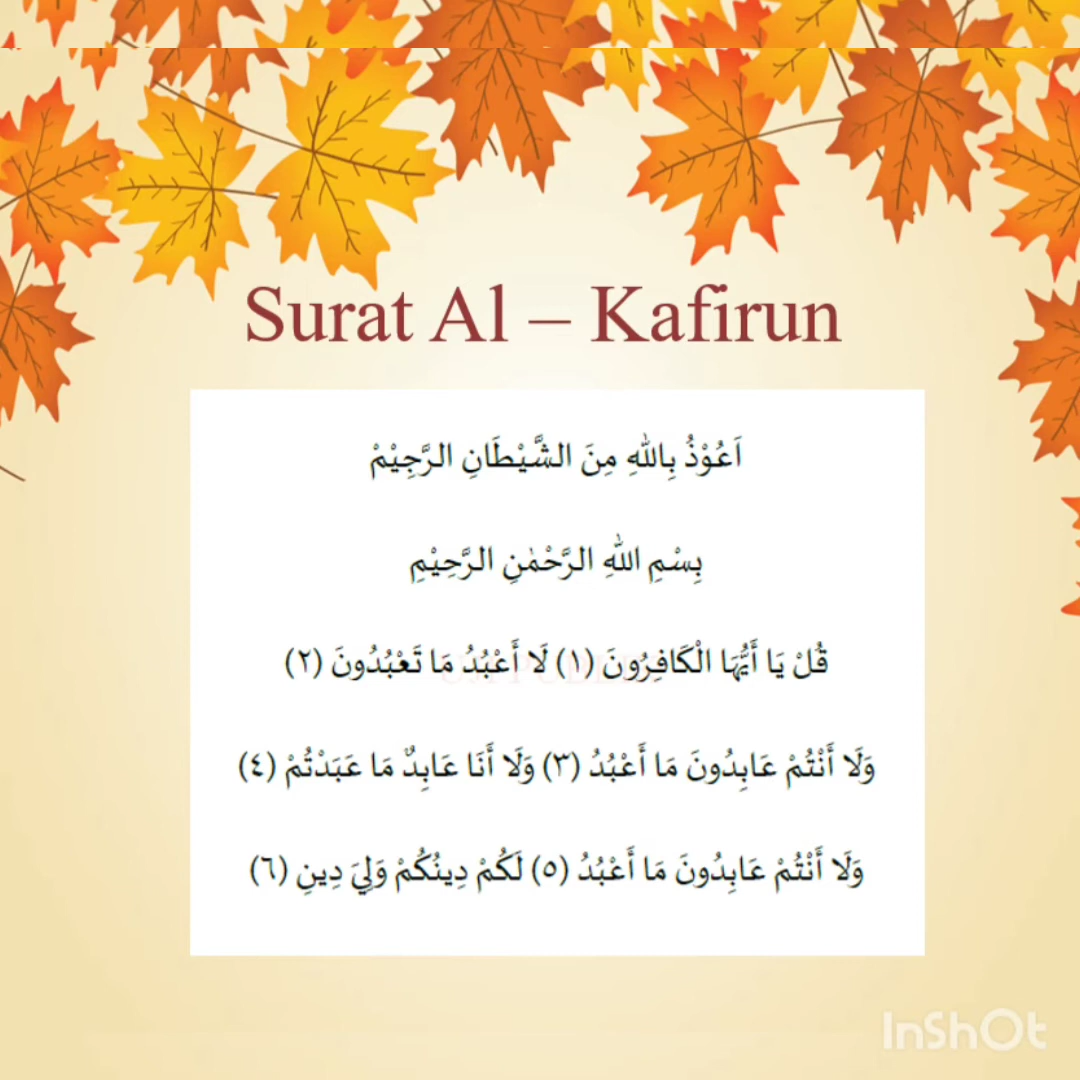 Surat Al – Kafirun
اَعُوْذُ بِاللهِ مِنَ الشَّيْطَانِ الرَّجِيْمْ
بِسْمِ اللهِ الرَّحْمٰنِ الرَّحِيْمِ
قُلْ يَا أَيُّهَا الْكَافِرُونَ (١) لَا أَعْبُدُ مَا تَعْبُدُونَ (٢)
وَلَا أَنْتُمْ عَابِدُونَ مَا أَعْبُدُ (٣) وَلَا أَنَا عَابِدٌ مَا عَبَدْتُمْ (٤)
وَلَا أَنْتُمْ عَابِدُونَ مَا أَعْبُدُ (٥) لَكُمْ دِينُكُمْ وَلِيَ دِينِ (٦)
InShOt